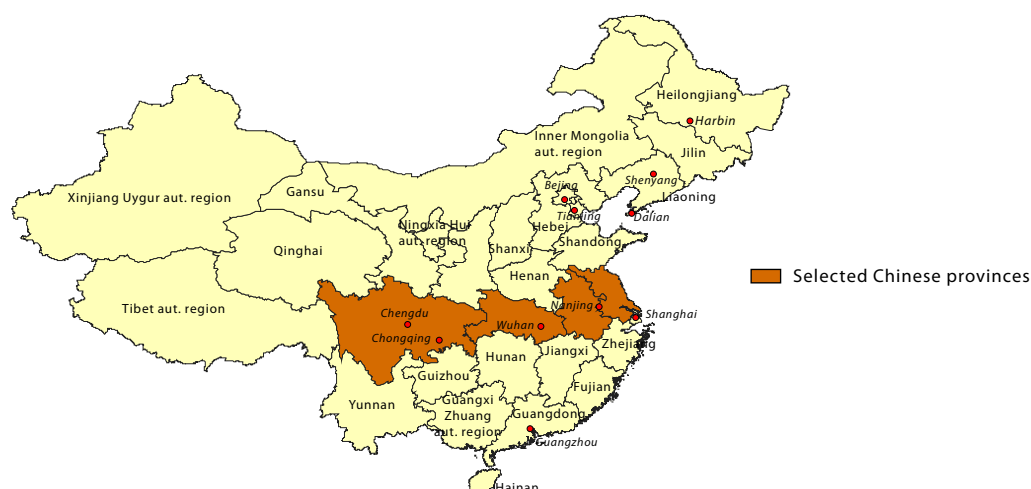 Heilongjiang
Harbin
Inner Mongolia
aut. region
Jilin
Shenyang
Bejing
Liaoning
Gansu
Xinjiang Uygur aut. region
Tianjing
Dalian
Ningxia Hui
aut. region
Hebei
Shandong
Shanxi
Qinghai
Henan
Selected Chinese provinces
Tibet aut. region
Nanjing
Chengdu
Shanghai
Wuhan
Chongqing
Zhejiang
Jiangxi
Hunan
Guizhou
Fujian
Yunnan
Guangxi
Zhuang
aut. region
Guangdong
Guangzhou
Hainan